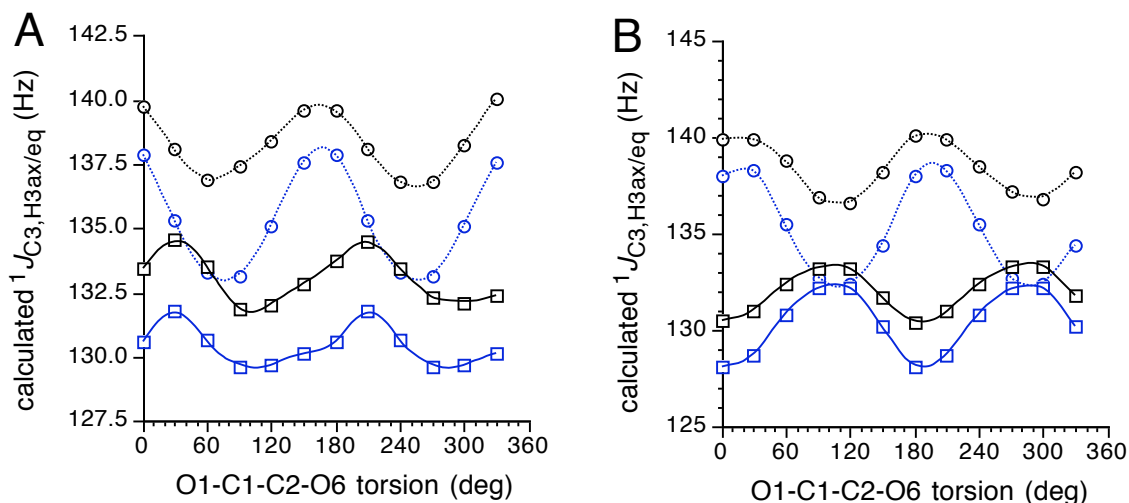 A
calculated ¹JC3,H3ax/eq (Hz)
142.5
140.0
137.5
135.0
132.5
130.0
127.5
0 60 120 180 240 300 360
O1-C1-C2-O6 torsion (deg)
B
calculated ¹JC3,H3ax/eq (Hz)
145
140
135
130
125
0 60 120 180 240 300 360
O1-C1-C2-O6 torsion (deg)